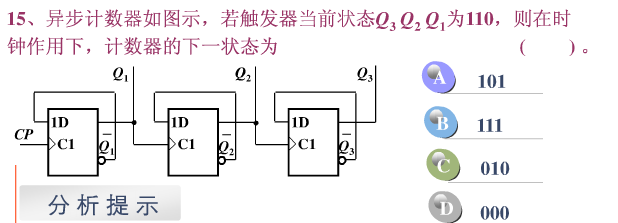 15、异步计数器如图示，若触发器当前状态Q3 Q2 Q1为110，则在时
钟作用下，计数器的下一状态为 （ ）。
Q1 Q2 Q3
A 101
1D 1D 1D
B 111
CP C1 Q̅1 C1 Q̅2 C1 Q̅3
C 010
分析提示
D 000